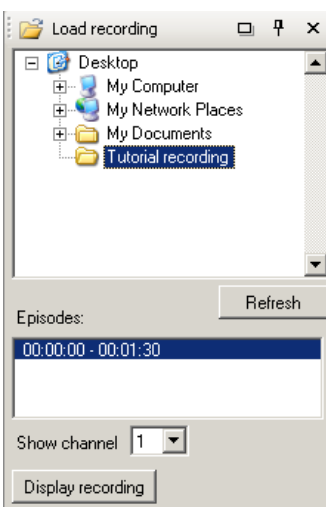 Load recording
Desktop
My Computer
My Network Places
My Documents
Tutorial recording
Refresh
Episodes:
00:00:00 - 00:01:30
Show channel 1
Display recording